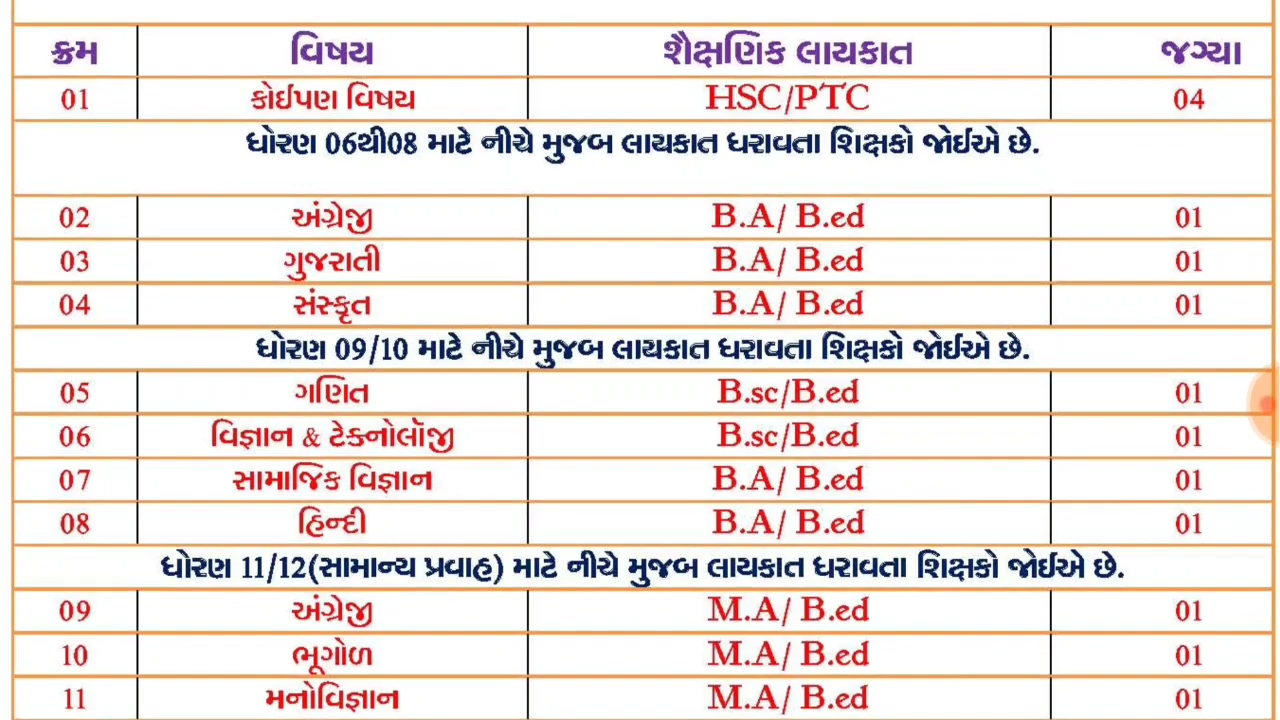 ક્રમ વિષય શૈક્ષણિક લાયકાત જગ્યા
01 કોઈપણ વિષય HSC/PTC 04
ધોરણ 06થી08 માટે નીચે મુજબ લાયકાત ધરાવતા શિક્ષકો જોઈએ છે.
02 અંગ્રેજી B.A/ B.ed 01
03 ગુજરાતી B.A/ B.ed 01
04 સંસ્કૃત B.A/ B.ed 01
ધોરણ 09/10 માટે નીચે મુજબ લાયકાત ધરાવતા શિક્ષકો જોઈએ છે.
05 ગણિત B.sc/B.ed 01
06 વિજ્ઞાન & ટેક્નોલૉજી B.sc/B.ed 01
07 સામાજિક વિજ્ઞાન B.A/ B.ed 01
08 હિન્દી B.A/ B.ed 01
ધોરણ 11/12(સામાન્ય પ્રવાહ) માટે નીચે મુજબ લાયકાત ધરાવતા શિક્ષકો જોઈએ છે.
09 અંગ્રેજી M.A/ B.ed 01
10 ભૂગોળ M.A/ B.ed 01
11 મનોવિજ્ઞાન M.A/ B.ed 01